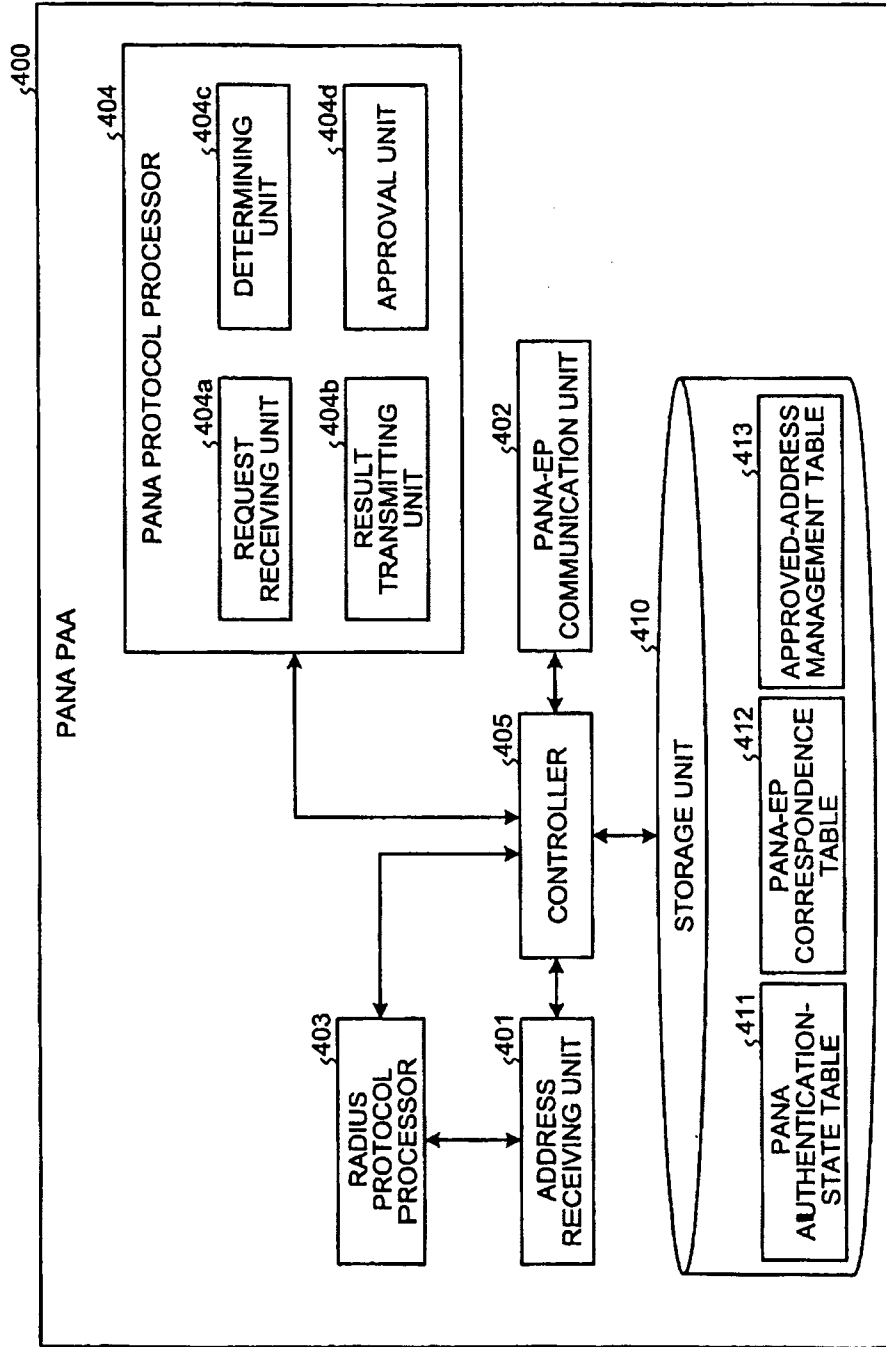 400
PANA PAA
404
PANA PROTOCOL PROCESSOR
404a
REQUEST
RECEIVING UNIT
404c
DETERMINING
UNIT
404b
RESULT
TRANSMITTING
UNIT
404d
APPROVAL UNIT
403
RADIUS
PROTOCOL
PROCESSOR
401
ADDRESS
RECEIVING UNIT
405
CONTROLLER
402
PANA-EP
COMMUNICATION UNIT
410
STORAGE UNIT
411
PANA
AUTHENTICATION-
STATE TABLE
412
PANA-EP
CORRESPONDENCE
TABLE
413
APPROVED-ADDRESS
MANAGEMENT TABLE